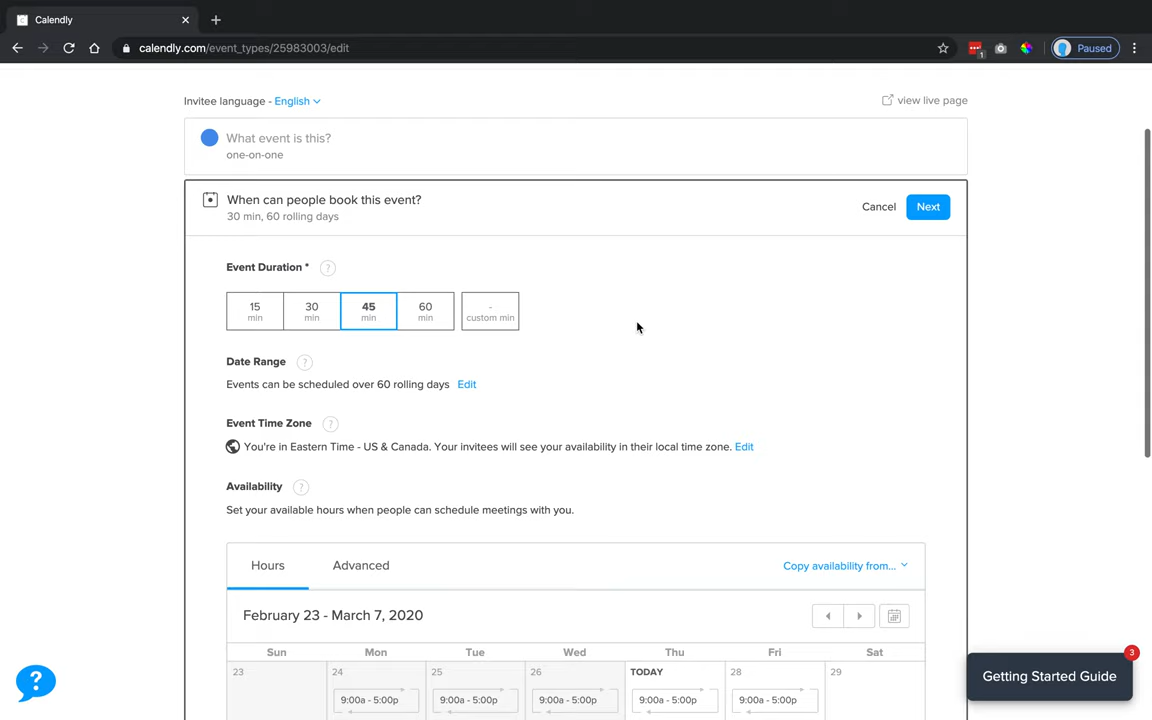 Calendly
calendly.com/event_types/25983003/edit
1
Paused
Invitee language - English
view live page
What event is this?
one-on-one
When can people book this event?
30 min, 60 rolling days
Cancel
Next
Event Duration *
?
15 min
30 min
45 min
60 min
- custom min
Date Range
?
Events can be scheduled over 60 rolling days Edit
Event Time Zone
?
You're in Eastern Time - US & Canada. Your invitees will see your availability in their local time zone. Edit
Availability
?
Set your available hours when people can schedule meetings with you.
Hours
Advanced
Copy availability from...
February 23 - March 7, 2020
Sun Mon Tue Wed Thu Fri Sat
23 24 25 26 TODAY 28 29
9:00a - 5:00p 9:00a - 5:00p 9:00a - 5:00p 9:00a - 5:00p 9:00a - 5:00p
?
3
Getting Started Guide